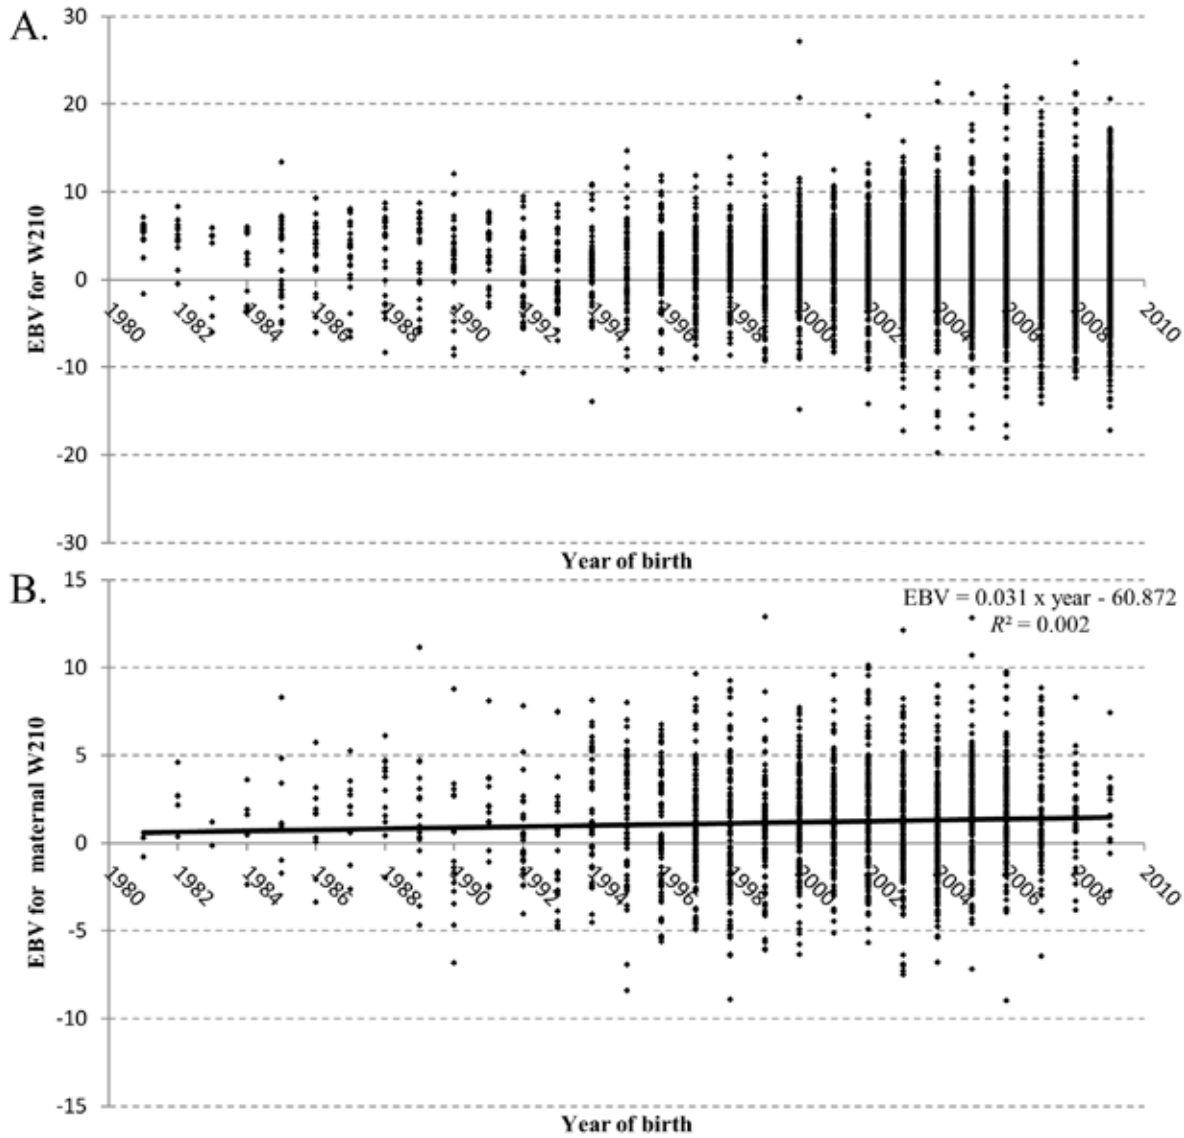 A.
EBV for W210
30
20
10
0
-10
-20
-30
1980 1982 1984 1986 1988 1990 1992 1994 1996 1998 2000 2002 2004 2006 2008 2010
Year of birth
B.
EBV for maternal W210
15
10
5
0
-5
-10
-15
EBV = 0.031 x year - 60.872
R² = 0.002
1980 1982 1984 1986 1988 1990 1992 1994 1996 1998 2000 2002 2004 2006 2008 2010
Year of birth